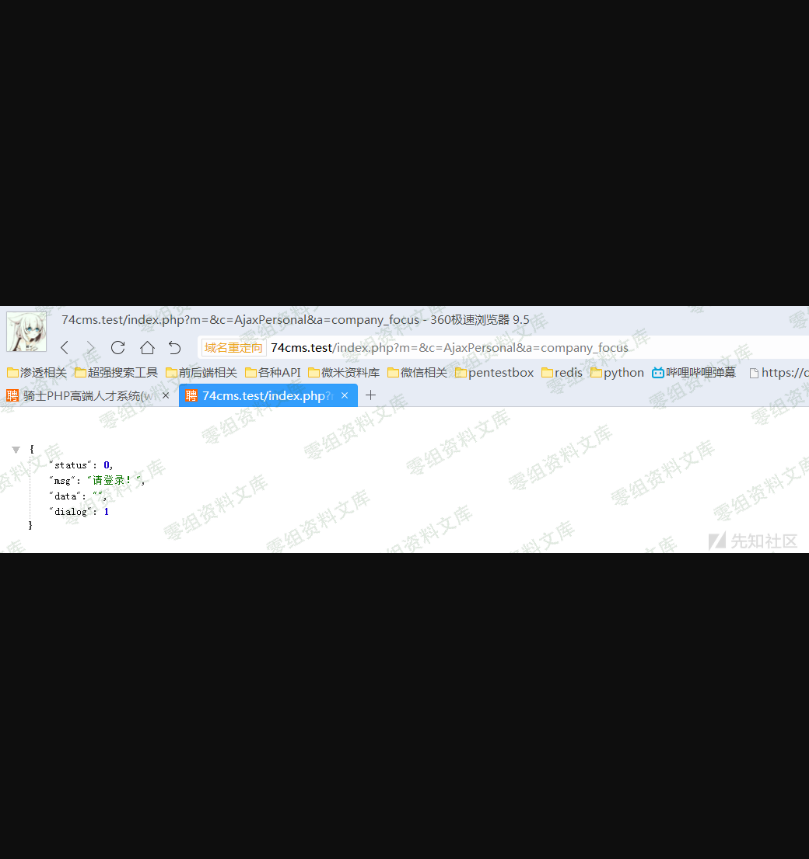 74cms.test/index.php?m=&c=AjaxPersonal&a=company_focus - 360极速浏览器 9.5
域名重定向 74cms.test/index.php?m=&c=AjaxPersonal&a=company_focus
渗透相关 超强搜索工具 前后端相关 各种API 微米资料库 微信相关 pentestbox redis python 哔哩哔哩弹幕 https://
骑士PHP高端人才系统(w × 74cms.test/index.php? × +
{
"status": 0,
"msg": "请登录！",
"data": "",
"dialog": 1
}
零组资料文库
先知社区